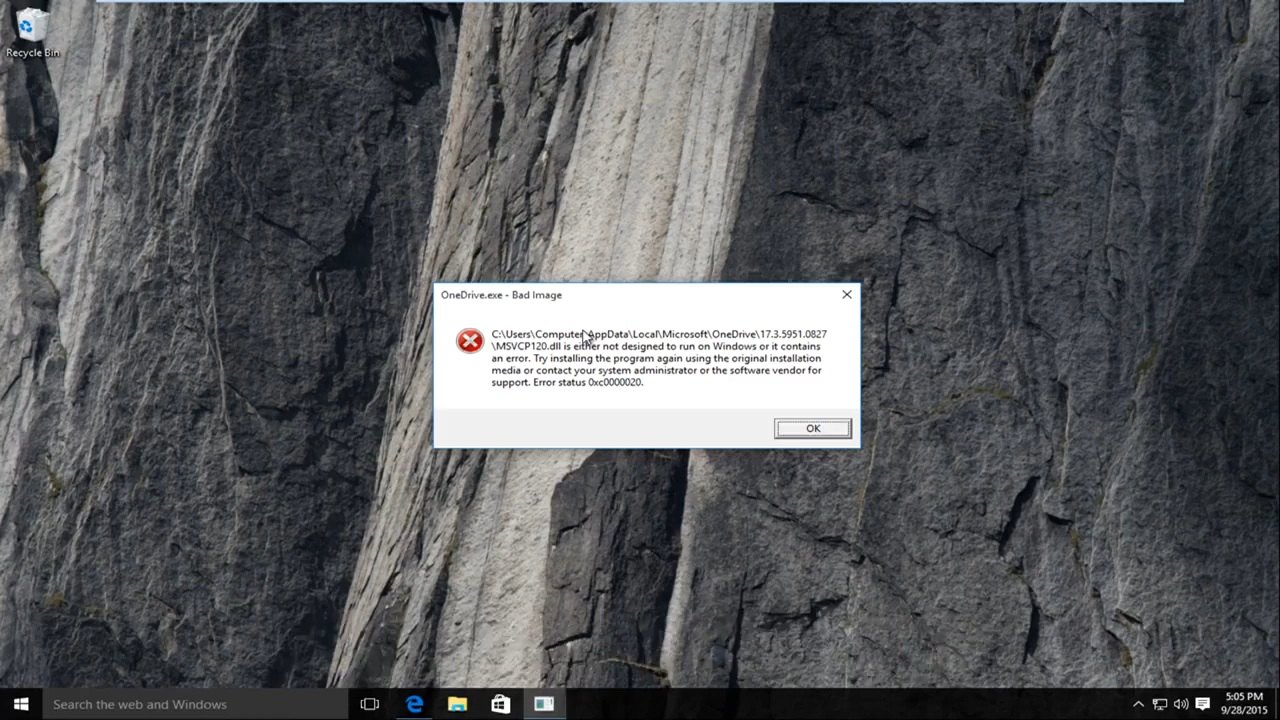 Recycle Bin
OneDrive.exe - Bad Image
C:\Users\Computer\AppData\Local\Microsoft\OneDrive\17.3.5951.0827
\MSVCP120.dll is either not designed to run on Windows or it contains
an error. Try installing the program again using the original installation
media or contact your system administrator or the software vendor for
support. Error status 0xc0000020.
OK
Search the web and Windows
5:05 PM
9/28/2015